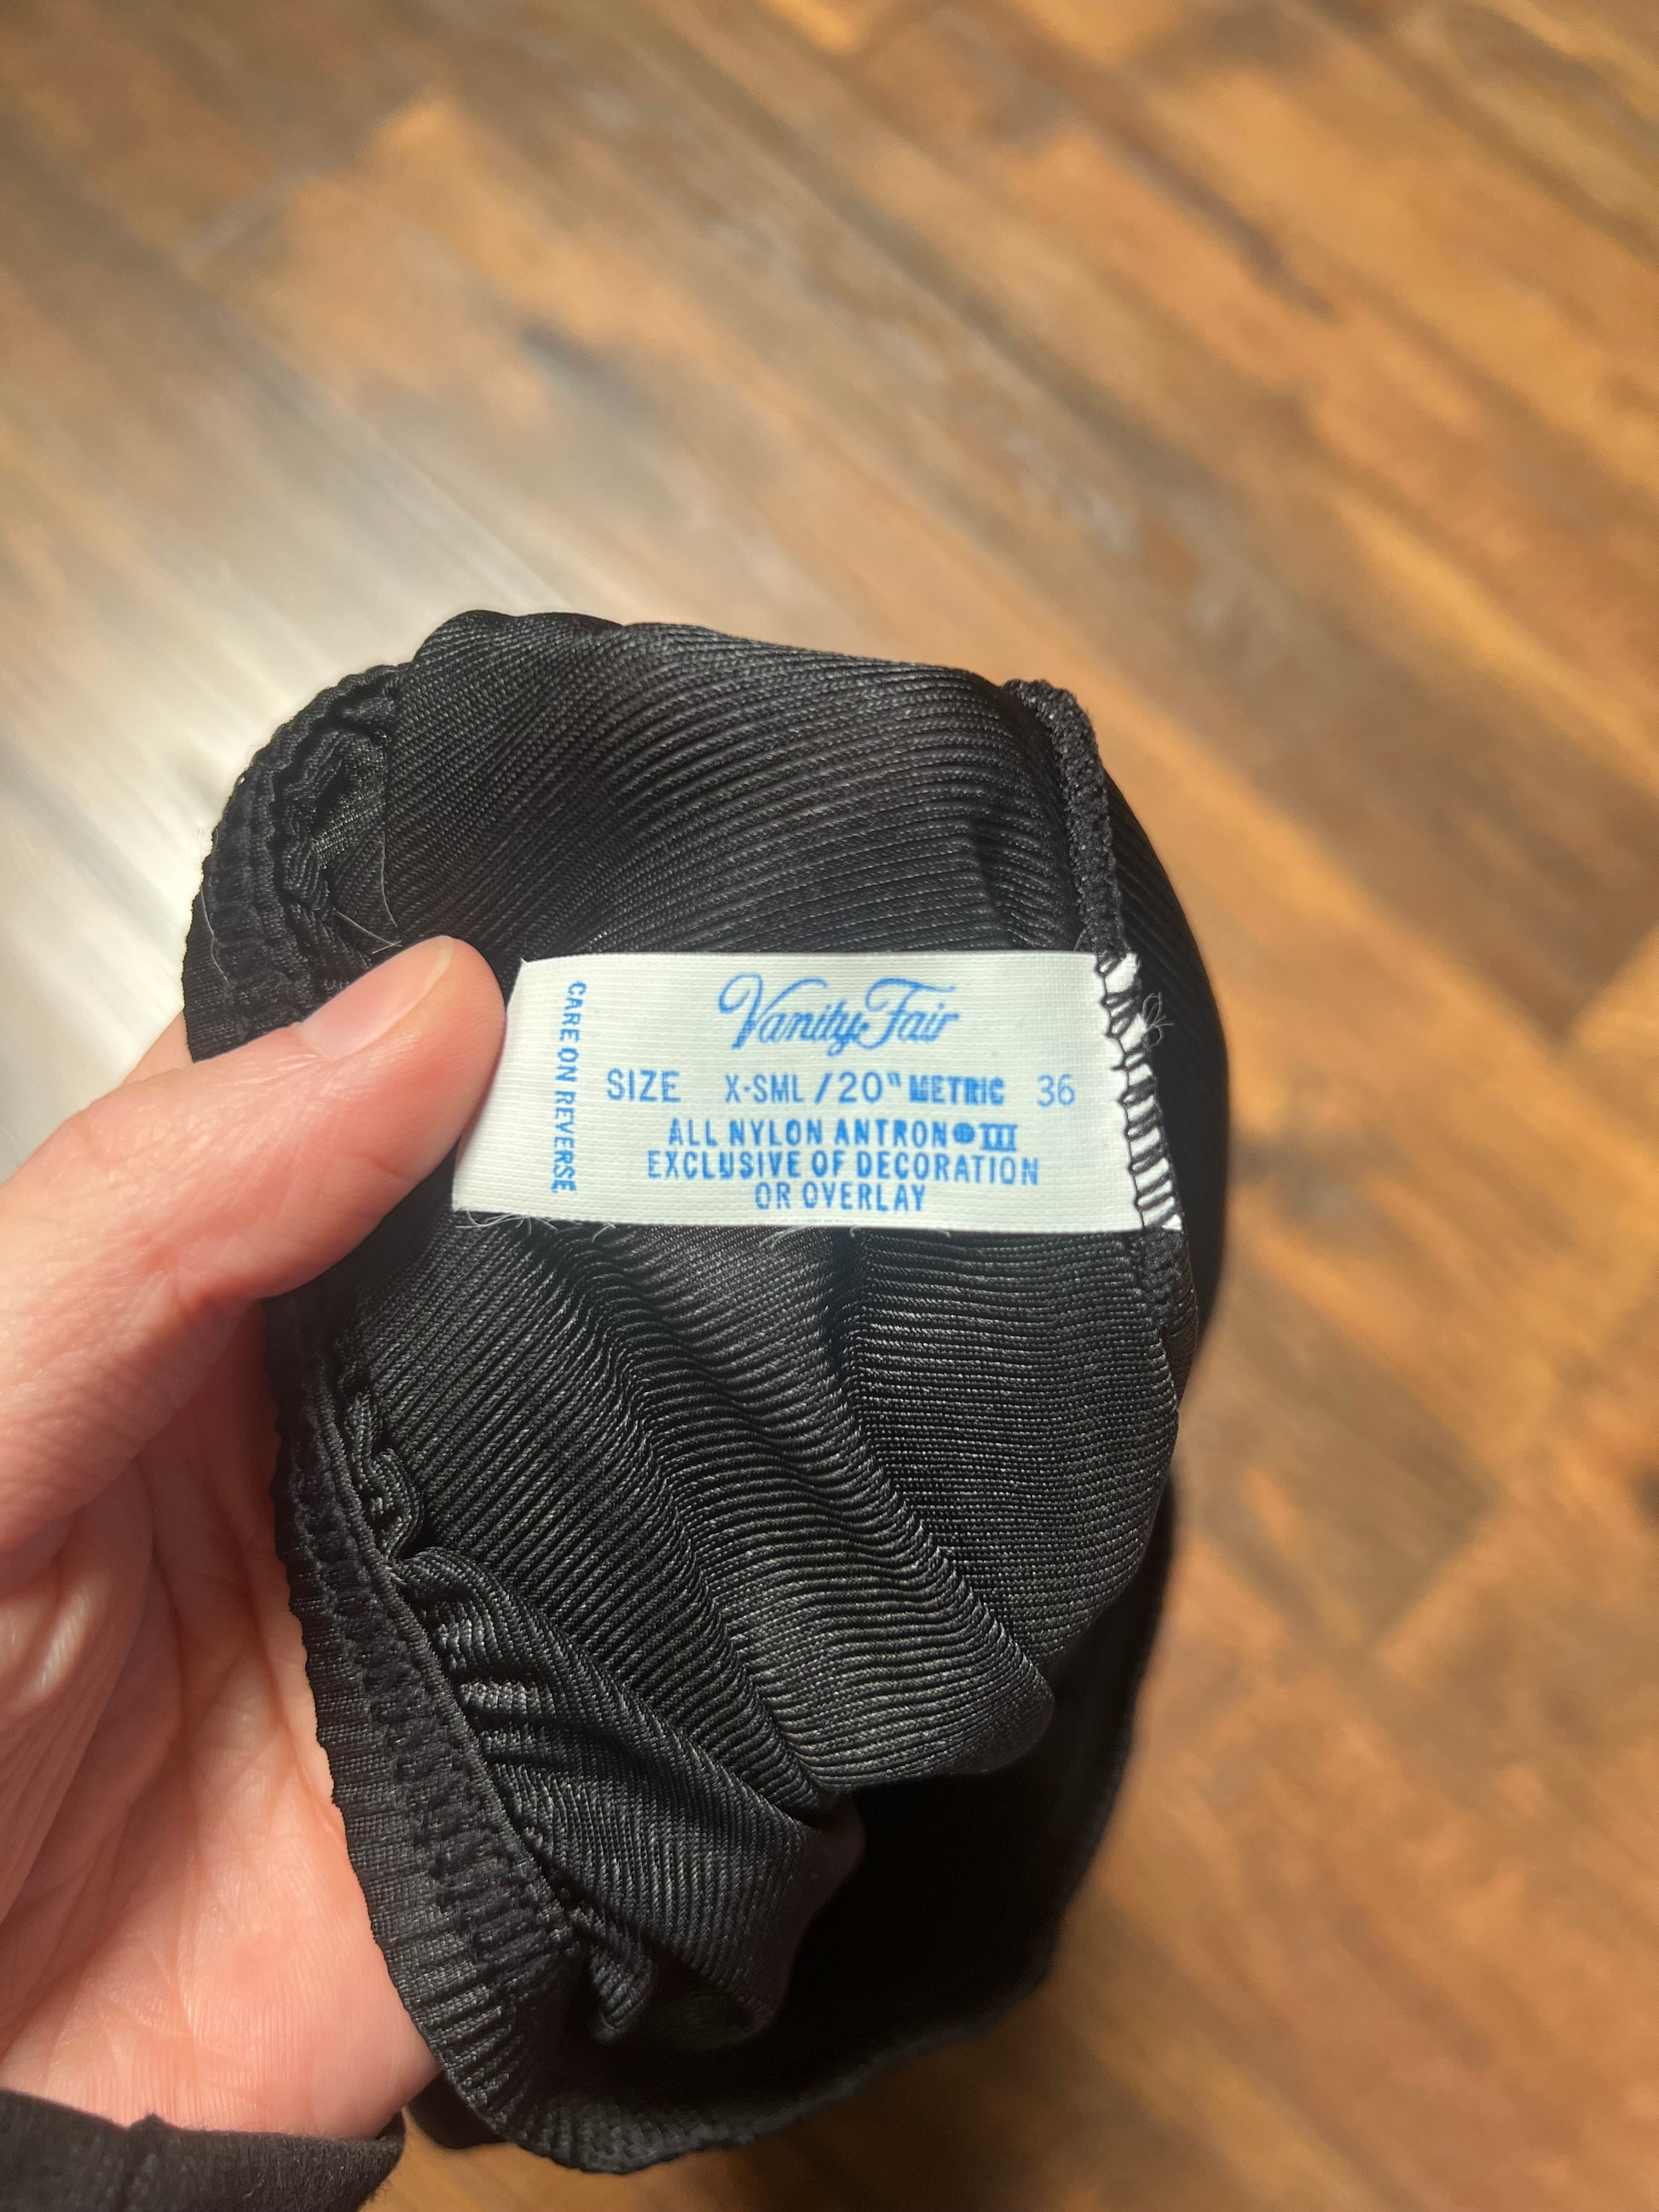 Vanity Fair
SIZE X-SML /20" METRIC 36
ALL NYLON ANTRON® III
EXCLUSIVE OF DECORATION
OR OVERLAY
CARE ON REVERSE